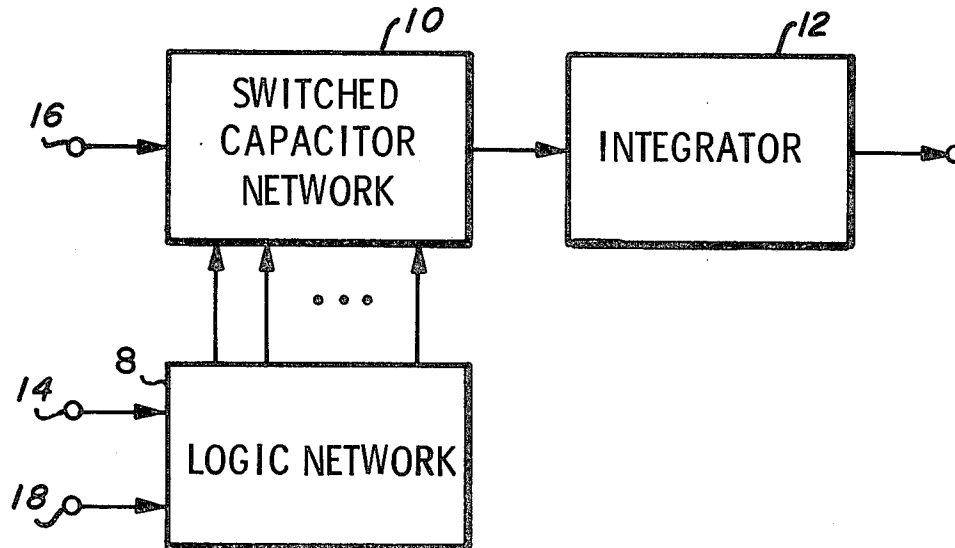 10
12
16
SWITCHED
CAPACITOR
NETWORK
INTEGRATOR
8
14
LOGIC NETWORK
18